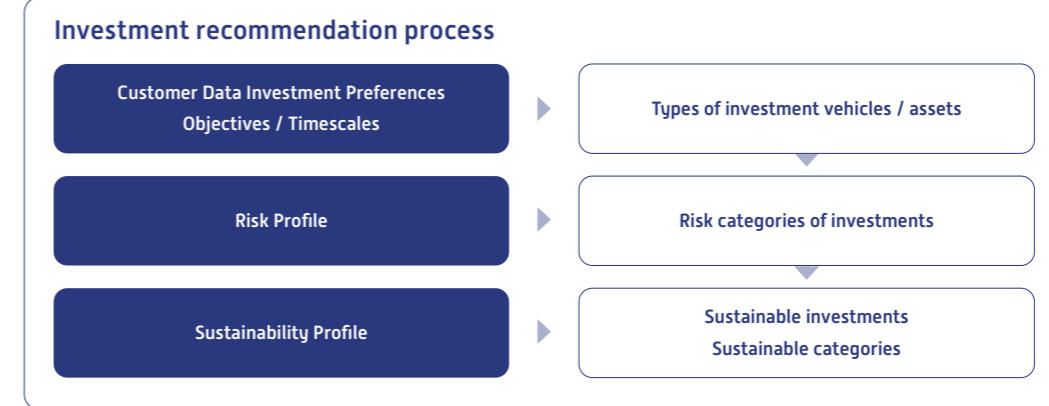 Investment recommendation process
Customer Data Investment Preferences
Objectives / Timescales
Types of investment vehicles / assets
Risk Profile
Risk categories of investments
Sustainability Profile
Sustainable investments
Sustainable categories